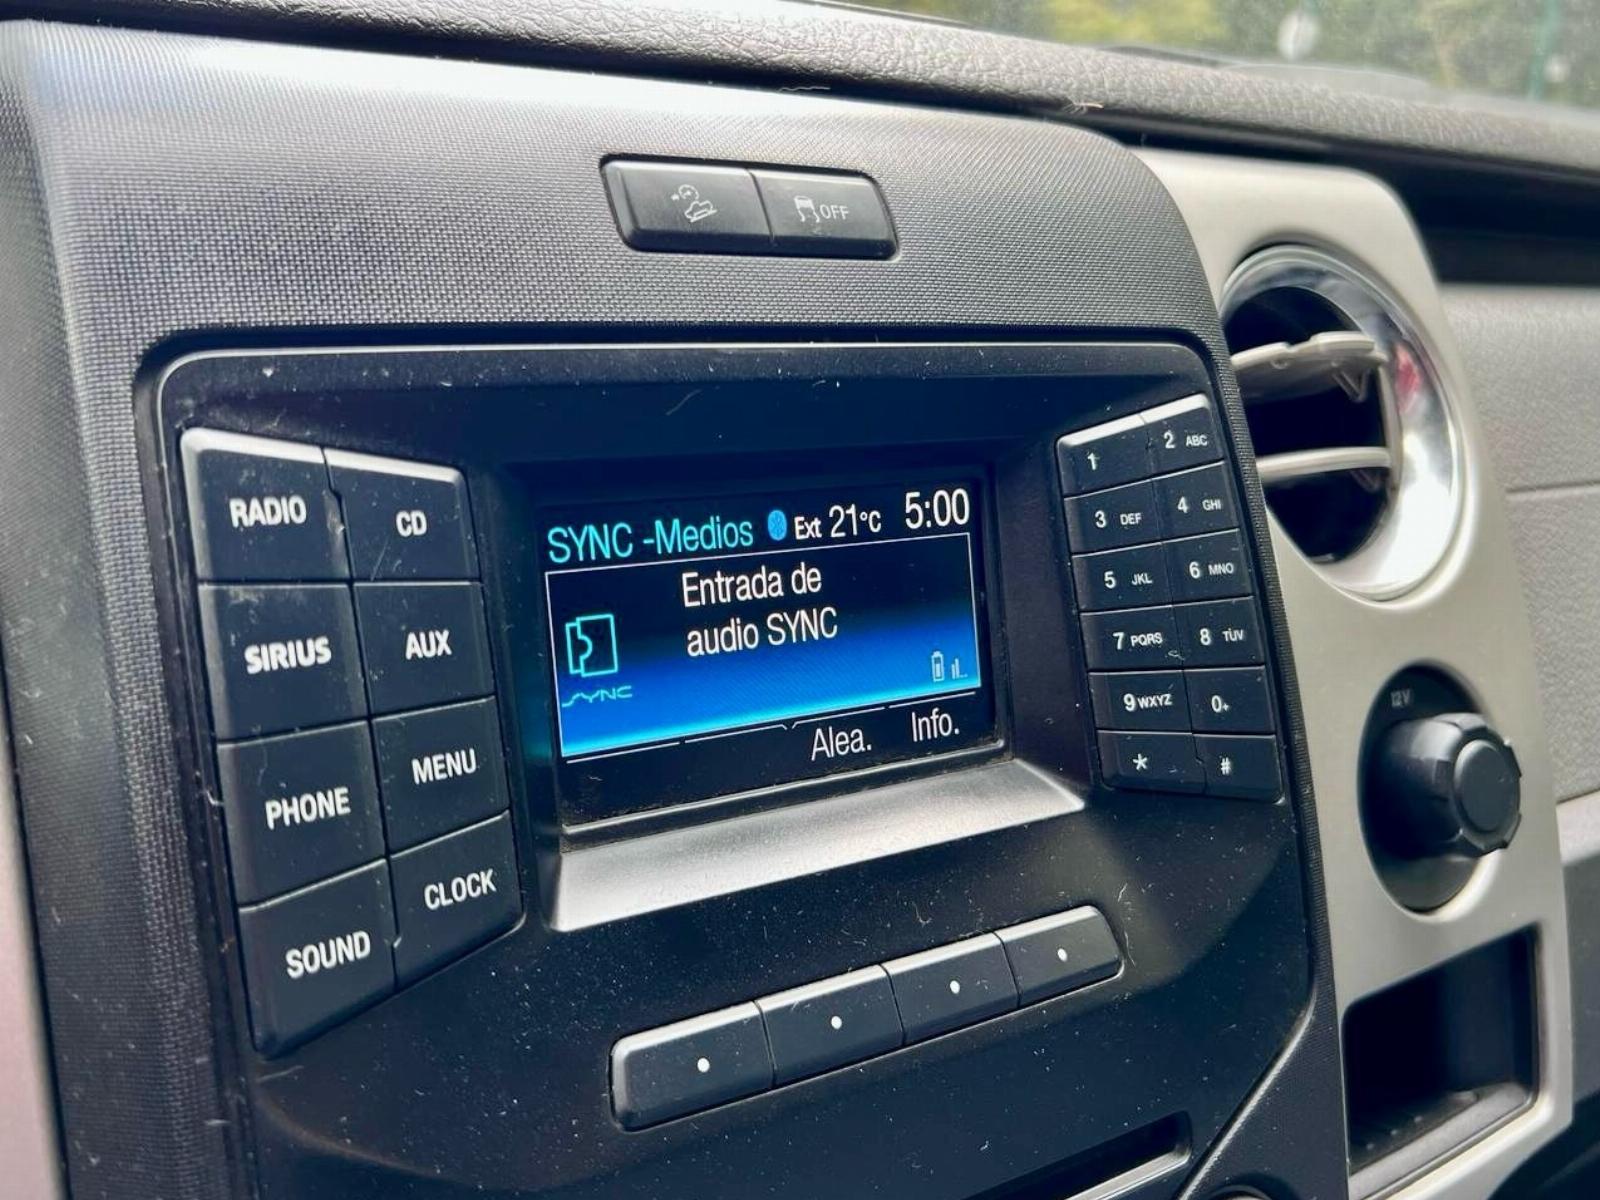 OFF
RADIO
CD
SIRIUS
AUX
PHONE
MENU
SOUND
CLOCK
SYNC -Medios Ext 21°C 5:00
Entrada de
audio SYNC
SYNC
Alea. Info.
1 2 ABC
3 DEF 4 GHI
5 JKL 6 MNO
7 PQRS 8 TUV
9 WXYZ 0+
* #
12V